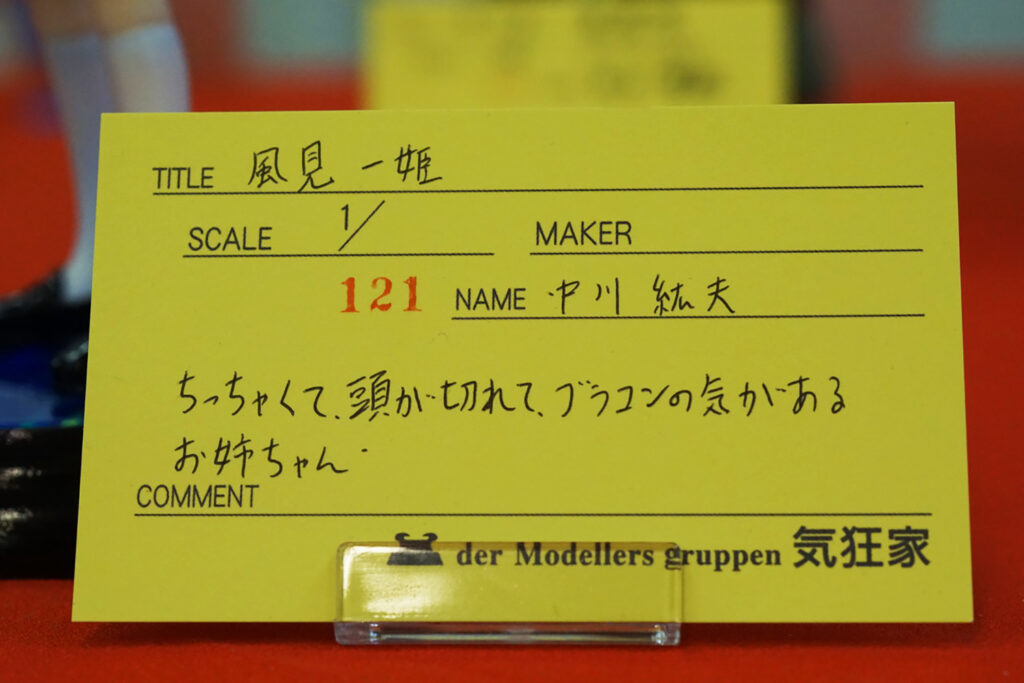 TITLE 風見 一姫
SCALE 1/ MAKER
121 NAME 中川 紘夫
ちっちゃくて、頭が切れて、ブラコンの気がある
お姉ちゃん・
COMMENT
der Modellers gruppen 気狂家